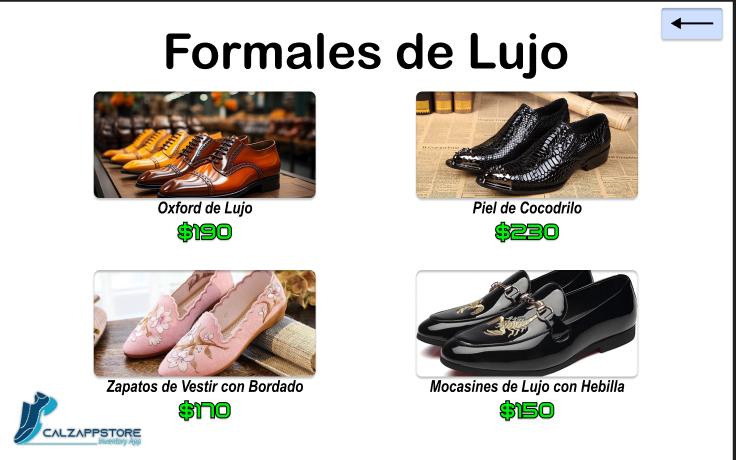 Formales de Lujo
Oxford de Lujo
$190
Piel de Cocodrilo
$230
Zapatos de Vestir con Bordado
$170
Mocasines de Lujo con Hebilla
$150
CALZAPPSTORE
Inventory App